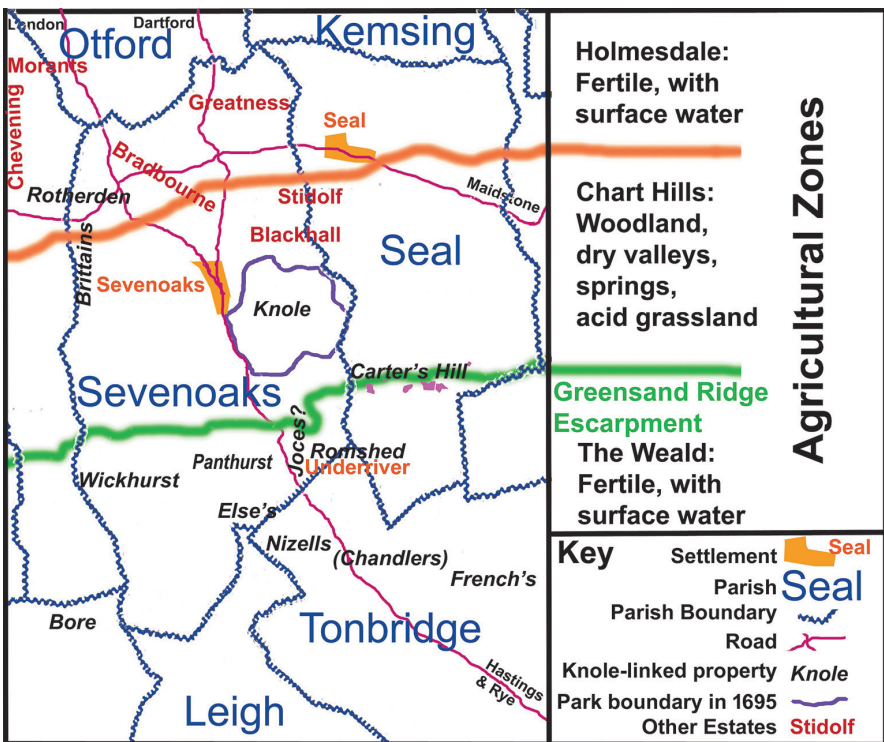 London
Dartford
Otford
Kemsing
Morants
Chevening
Greatness
Seal
Bradbourne
Rotherden
Stidolf
Maidstone
Brittains
Blackhall
Seal
Sevenoaks
Knole
Carter's Hill
Sevenoaks
Joces?
Romshed
Panthurst
Underriver
Wickhurst
Else's
Nizells
(Chandlers)
French's
Bore
Tonbridge
Hastings
& Rye
Leigh
Holmesdale:
Fertile, with
surface water
Chart Hills:
Woodland,
dry valleys,
springs,
acid grassland
Greensand Ridge
Escarpment
The Weald:
Fertile, with
surface water
Agricultural Zones
Key
Settlement Seal
Parish Seal
Parish Boundary
Road
Knole-linked property Knole
Park boundary in 1695
Other Estates Stidolf